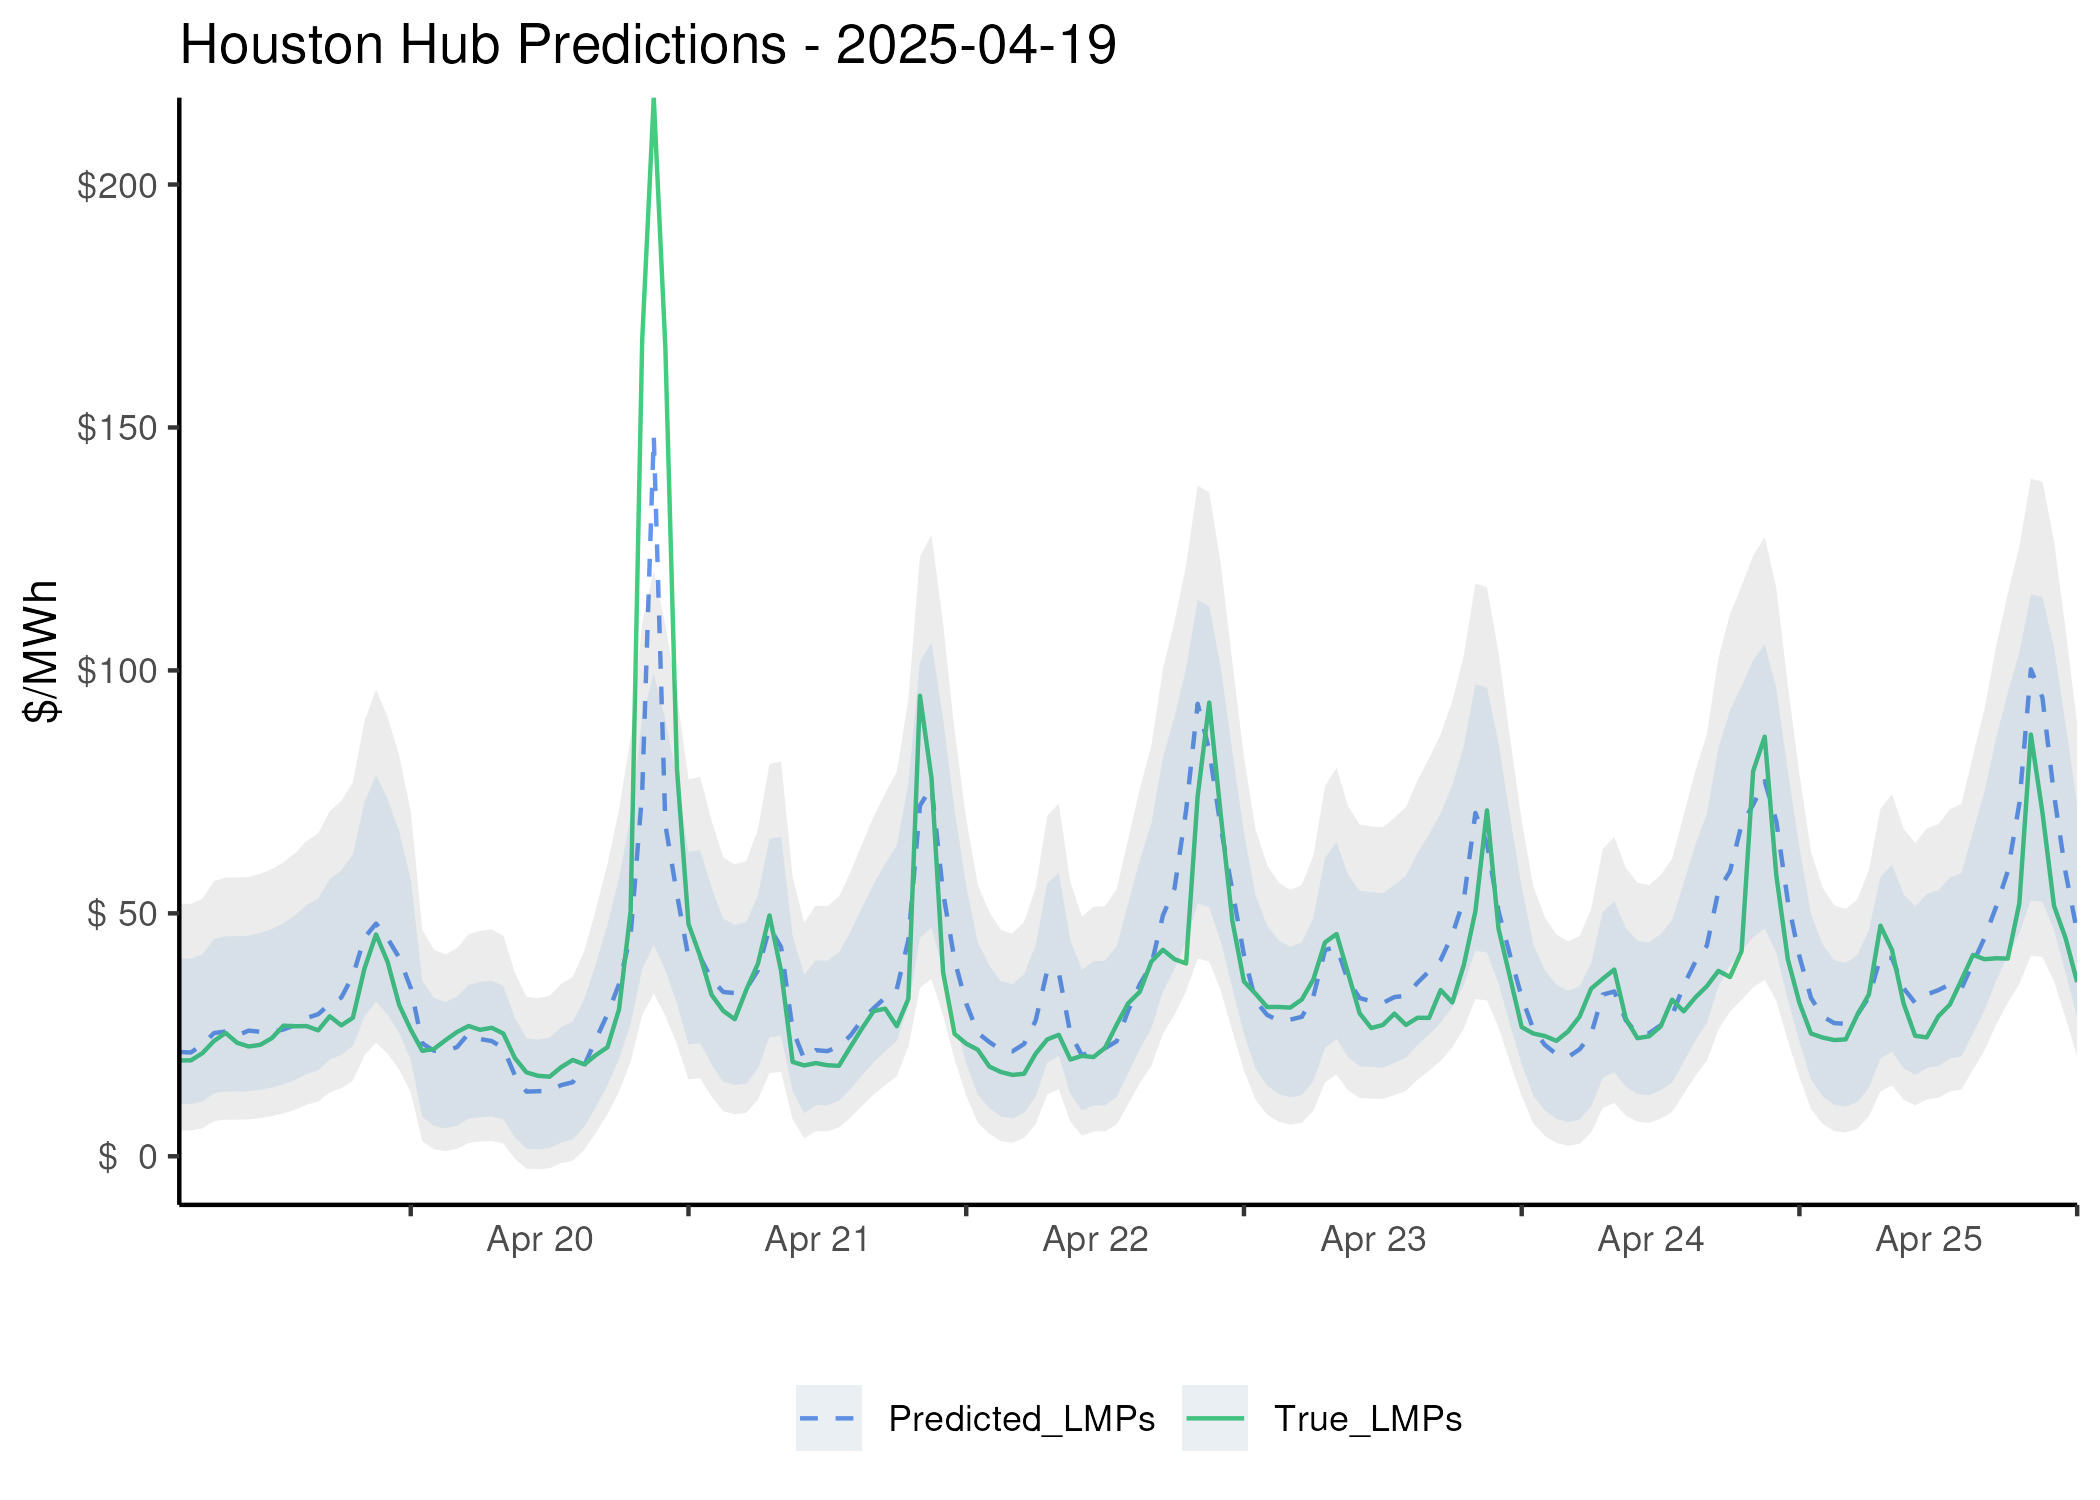 Houston Hub Predictions - 2025-04-19
$200
$150
$100
$ 50
$  0
$/MWh
Apr 20 Apr 21 Apr 22 Apr 23 Apr 24 Apr 25
Predicted_LMPs True_LMPs